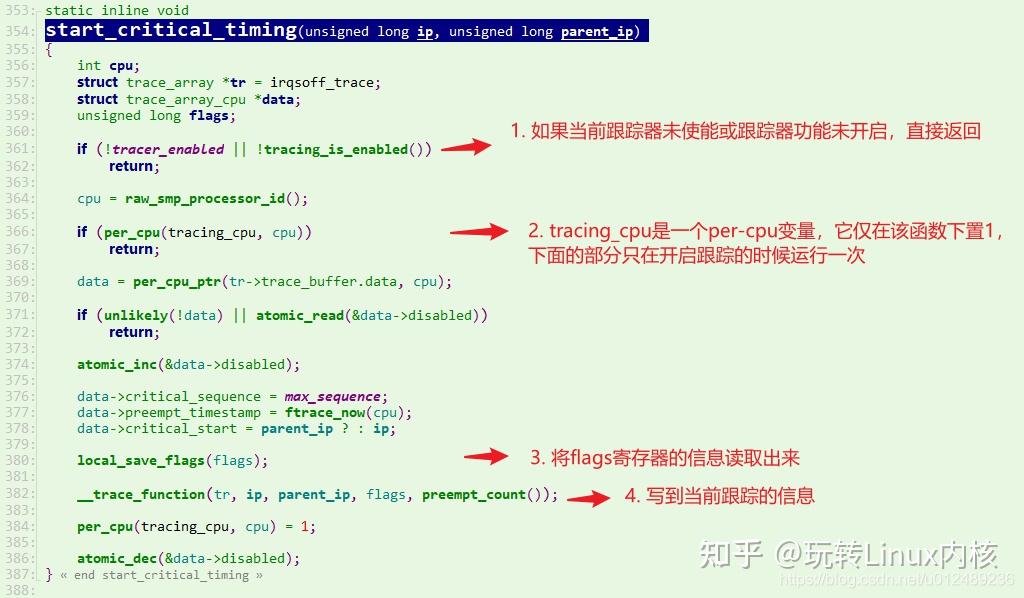 353: static inline void
354: start_critical_timing(unsigned long ip, unsigned long parent_ip)
355: {
356: int cpu;
357: struct trace_array *tr = irqsoff_trace;
358: struct trace_array_cpu *data;
359: unsigned long flags;
360:
1. 如果当前跟踪器未使能或跟踪器功能未开启，直接返回
361: if (!tracer_enabled || !tracing_is_enabled())
362: return;
363:
364: cpu = raw_smp_processor_id();
365:
366: if (per_cpu(tracing_cpu, cpu))
2. tracing_cpu是一个per-cpu变量，它仅在该函数下置1，
367: return;
下面的部分只在开启跟踪的时候运行一次
368:
369: data = per_cpu_ptr(tr->trace_buffer.data, cpu);
370:
371: if (unlikely(!data) || atomic_read(&data->disabled))
372: return;
373:
374: atomic_inc(&data->disabled);
375:
376: data->critical_sequence = max_sequence;
377: data->preempt_timestamp = ftrace_now(cpu);
378: data->critical_start = parent_ip ? : ip;
379:
380: local_save_flags(flags);
3. 将flags寄存器的信息读取出来
381:
382: __trace_function(tr, ip, parent_ip, flags, preempt_count());
4. 写到当前跟踪的信息
383:
384: per_cpu(tracing_cpu, cpu) = 1;
385:
386: atomic_dec(&data->disabled);
387: } « end start_critical_timing »
388:
知乎 @玩转Linux内核
https://blog.csdn.net/u012489236